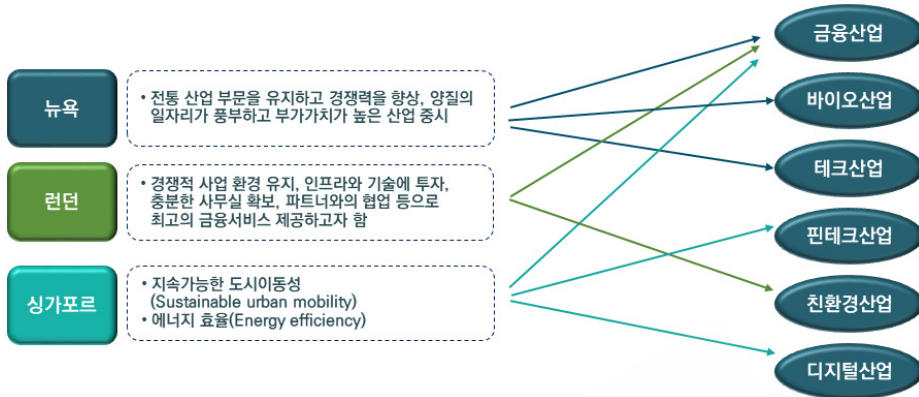 금융산업
뉴욕
• 전통 산업 부문을 유지하고 경쟁력을 향상, 양질의
일자리가 풍부하고 부가가치가 높은 산업 중시
바이오산업
테크산업
런던
• 경쟁적 사업 환경 유지, 인프라와 기술에 투자,
충분한 사무실 확보, 파트너와의 협업 등으로
최고의 금융서비스 제공하고자 함
핀테크산업
싱가포르
• 지속가능한 도시이동성
(Sustainable urban mobility)
• 에너지 효율(Energy efficiency)
친환경산업
디지털산업